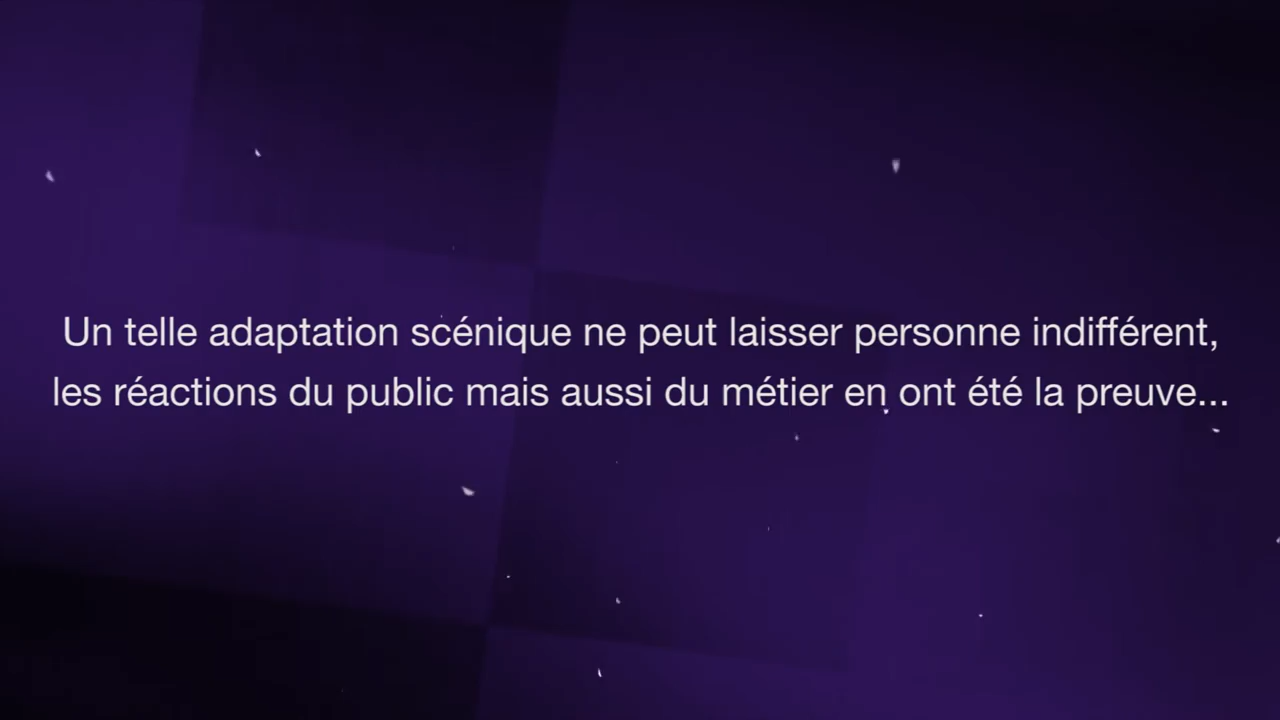 Un telle adaptation scénique ne peut laisser personne indifférent,
les réactions du public mais aussi du métier en ont été la preuve...